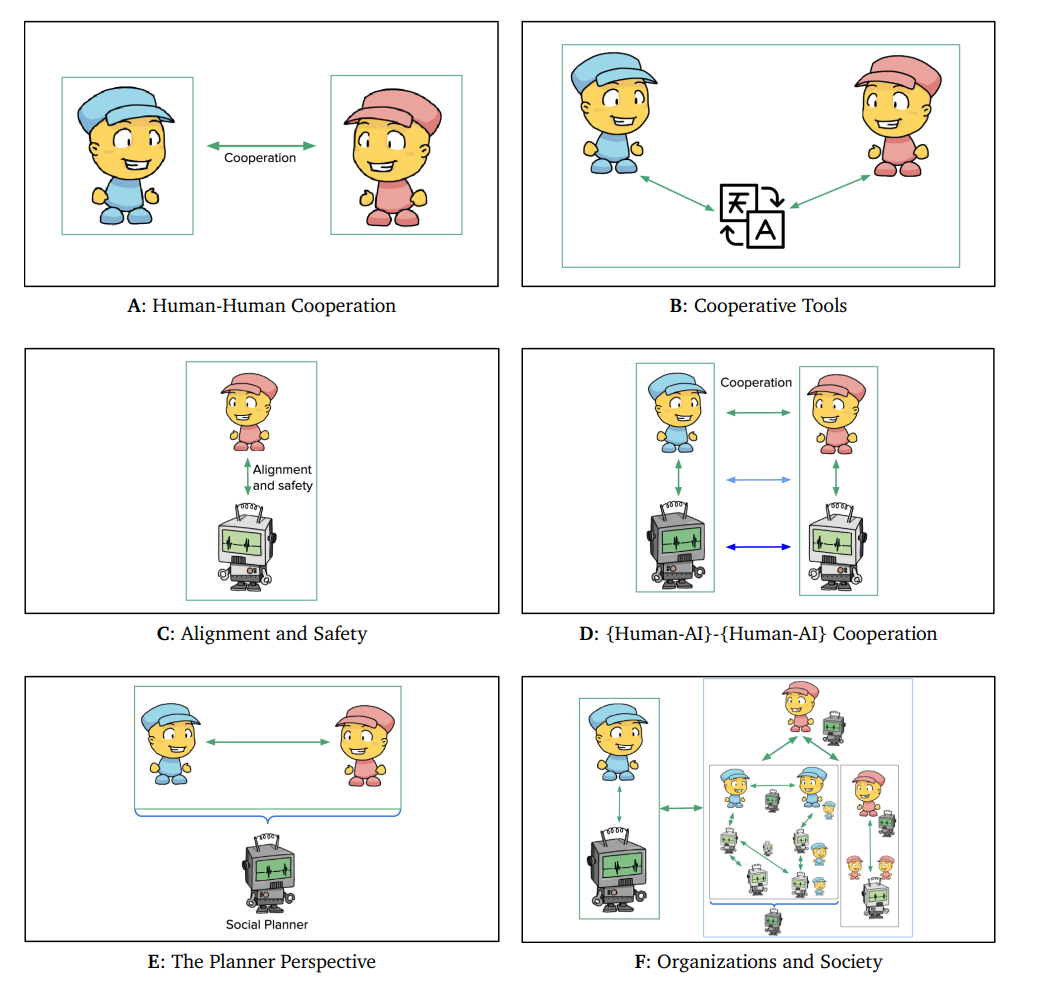 Cooperation
A: Human-Human Cooperation
A
B: Cooperative Tools
Alignment
and safety
C: Alignment and Safety
Cooperation
D: {Human-AI}-{Human-AI} Cooperation
Social Planner
E: The Planner Perspective
F: Organizations and Society